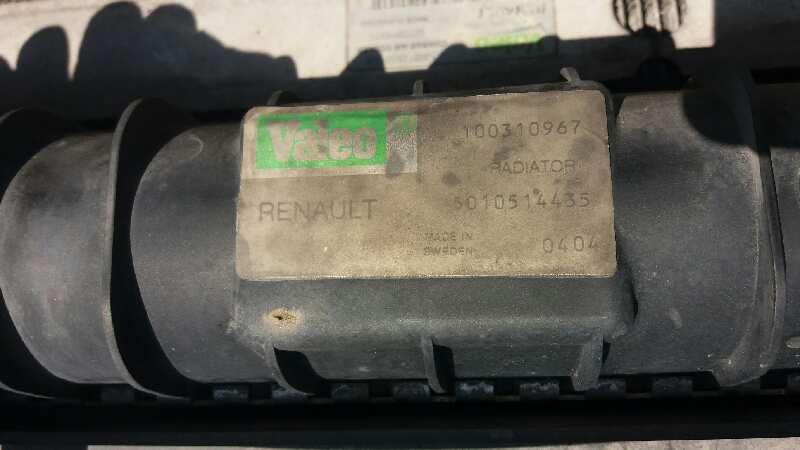 Valeo
100310967
RADIATOR
RENAULT
5010514435
MADE IN
SWEDEN
0404